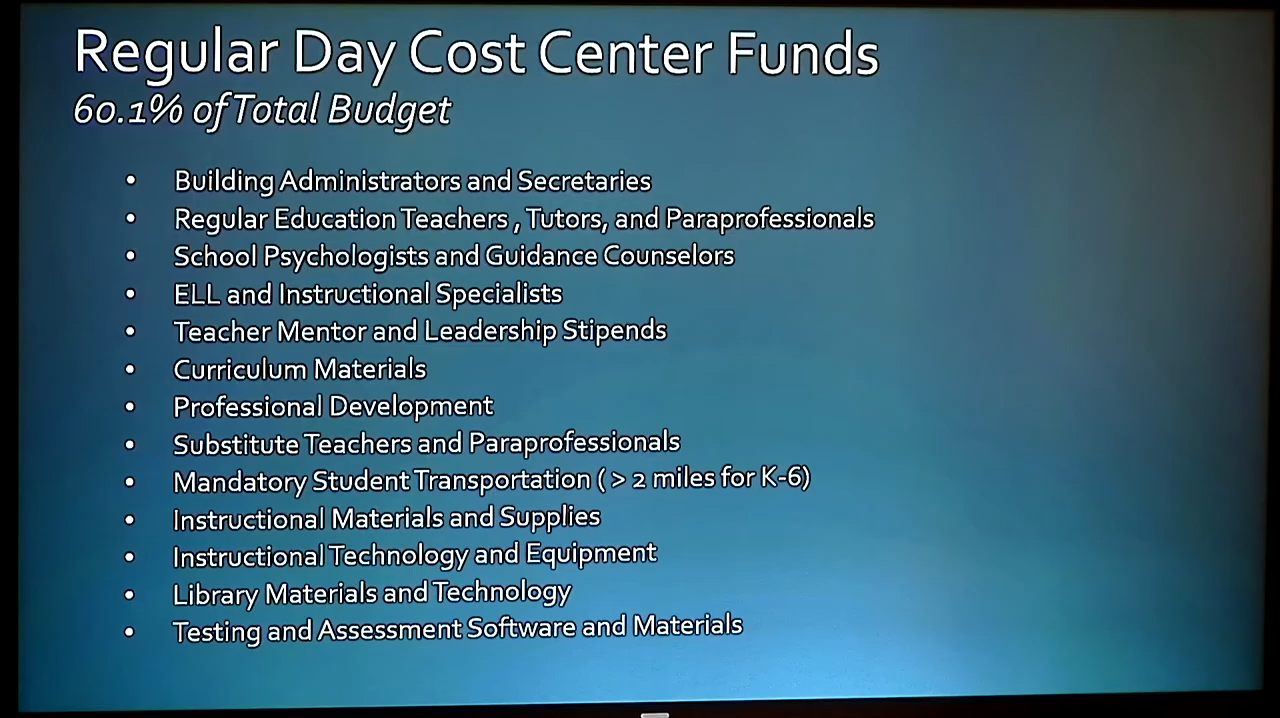 Regular Day Cost Center Funds
60.1% of Total Budget
• Building Administrators and Secretaries
• Regular Education Teachers , Tutors, and Paraprofessionals
• School Psychologists and Guidance Counselors
• ELL and Instructional Specialists
• Teacher Mentor and Leadership Stipends
• Curriculum Materials
• Professional Development
• Substitute Teachers and Paraprofessionals
• Mandatory Student Transportation ( > 2 miles for K-6)
• Instructional Materials and Supplies
• Instructional Technology and Equipment
• Library Materials and Technology
• Testing and Assessment Software and Materials